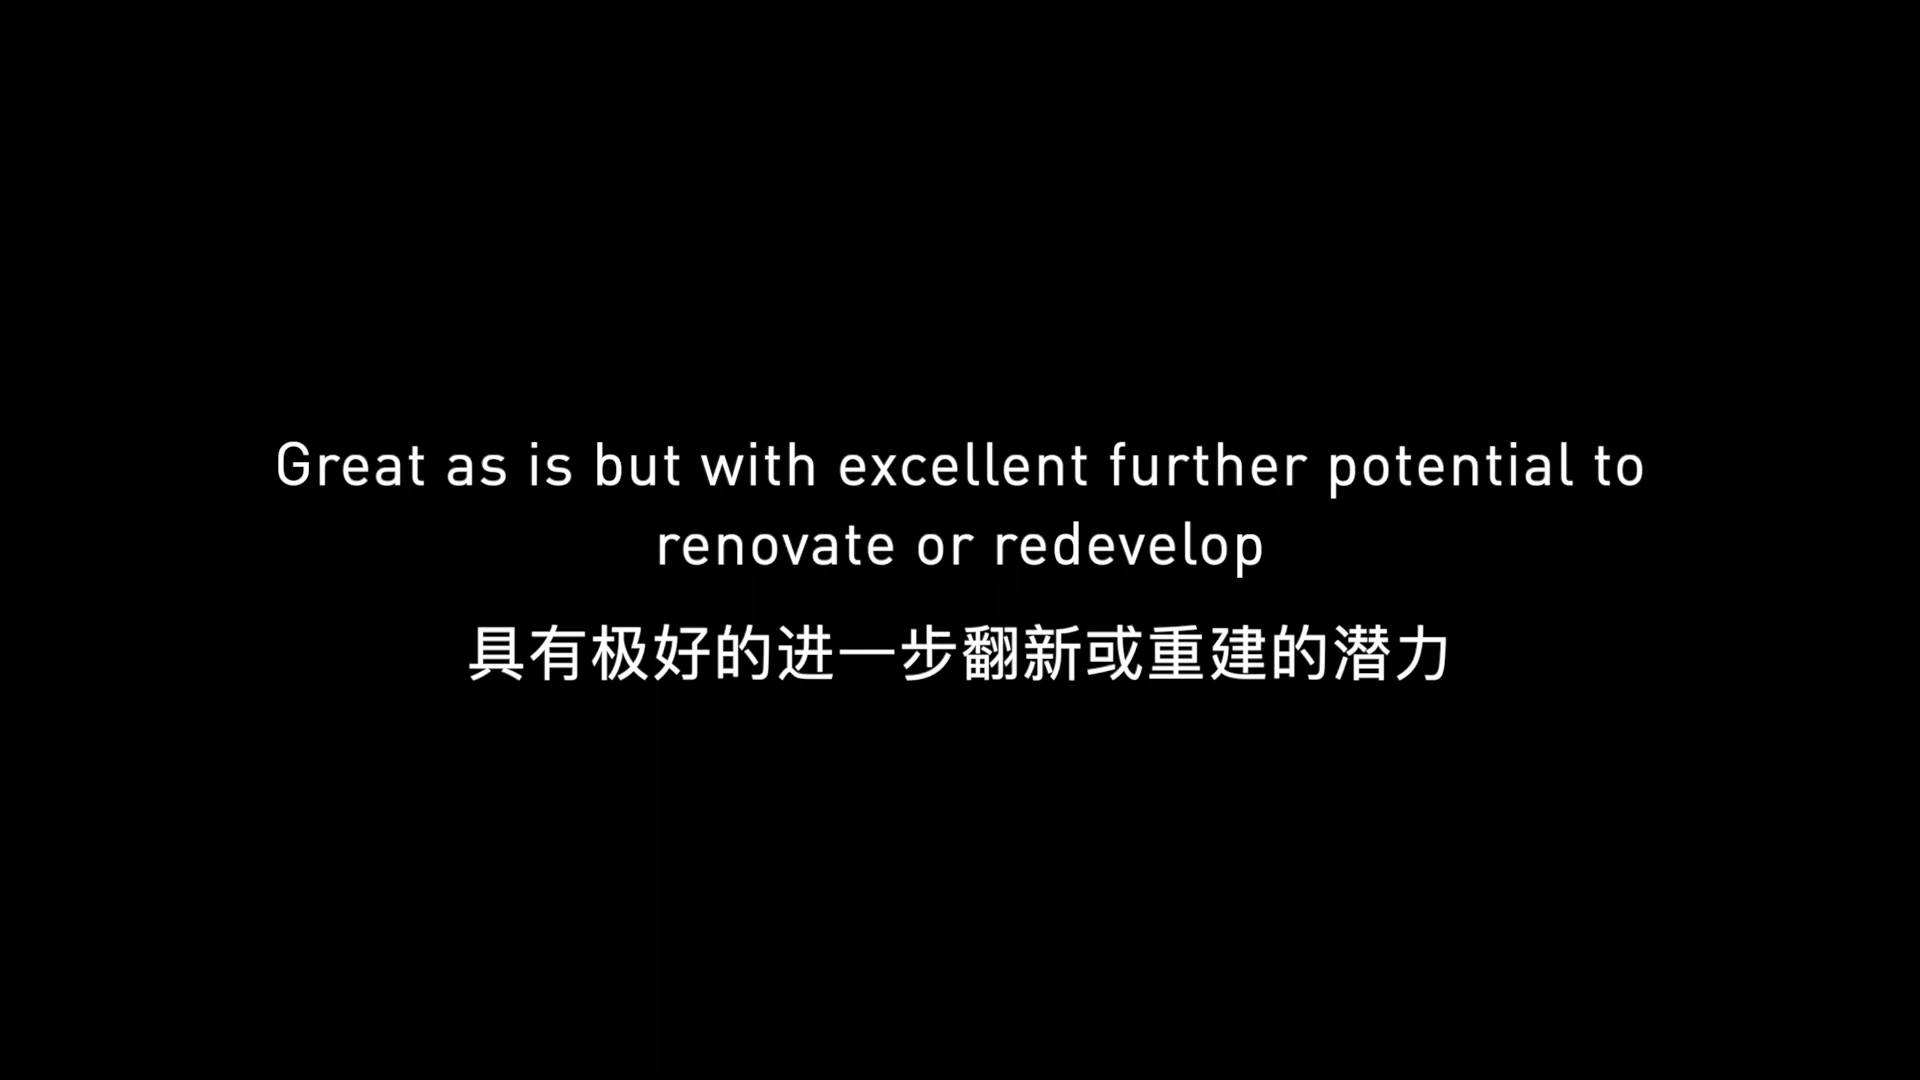 Great as is but with excellent further potential to
renovate or redevelop
具有极好的进一步翻新或重建的潜力